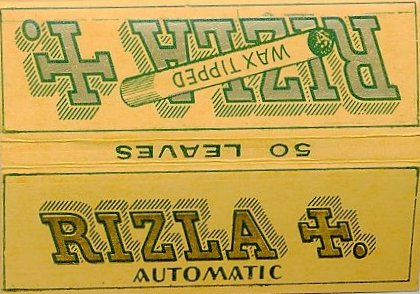 RIZLA +.
WAX TIPPED
50 LEAVES
RIZLA +.
AUTOMATIC